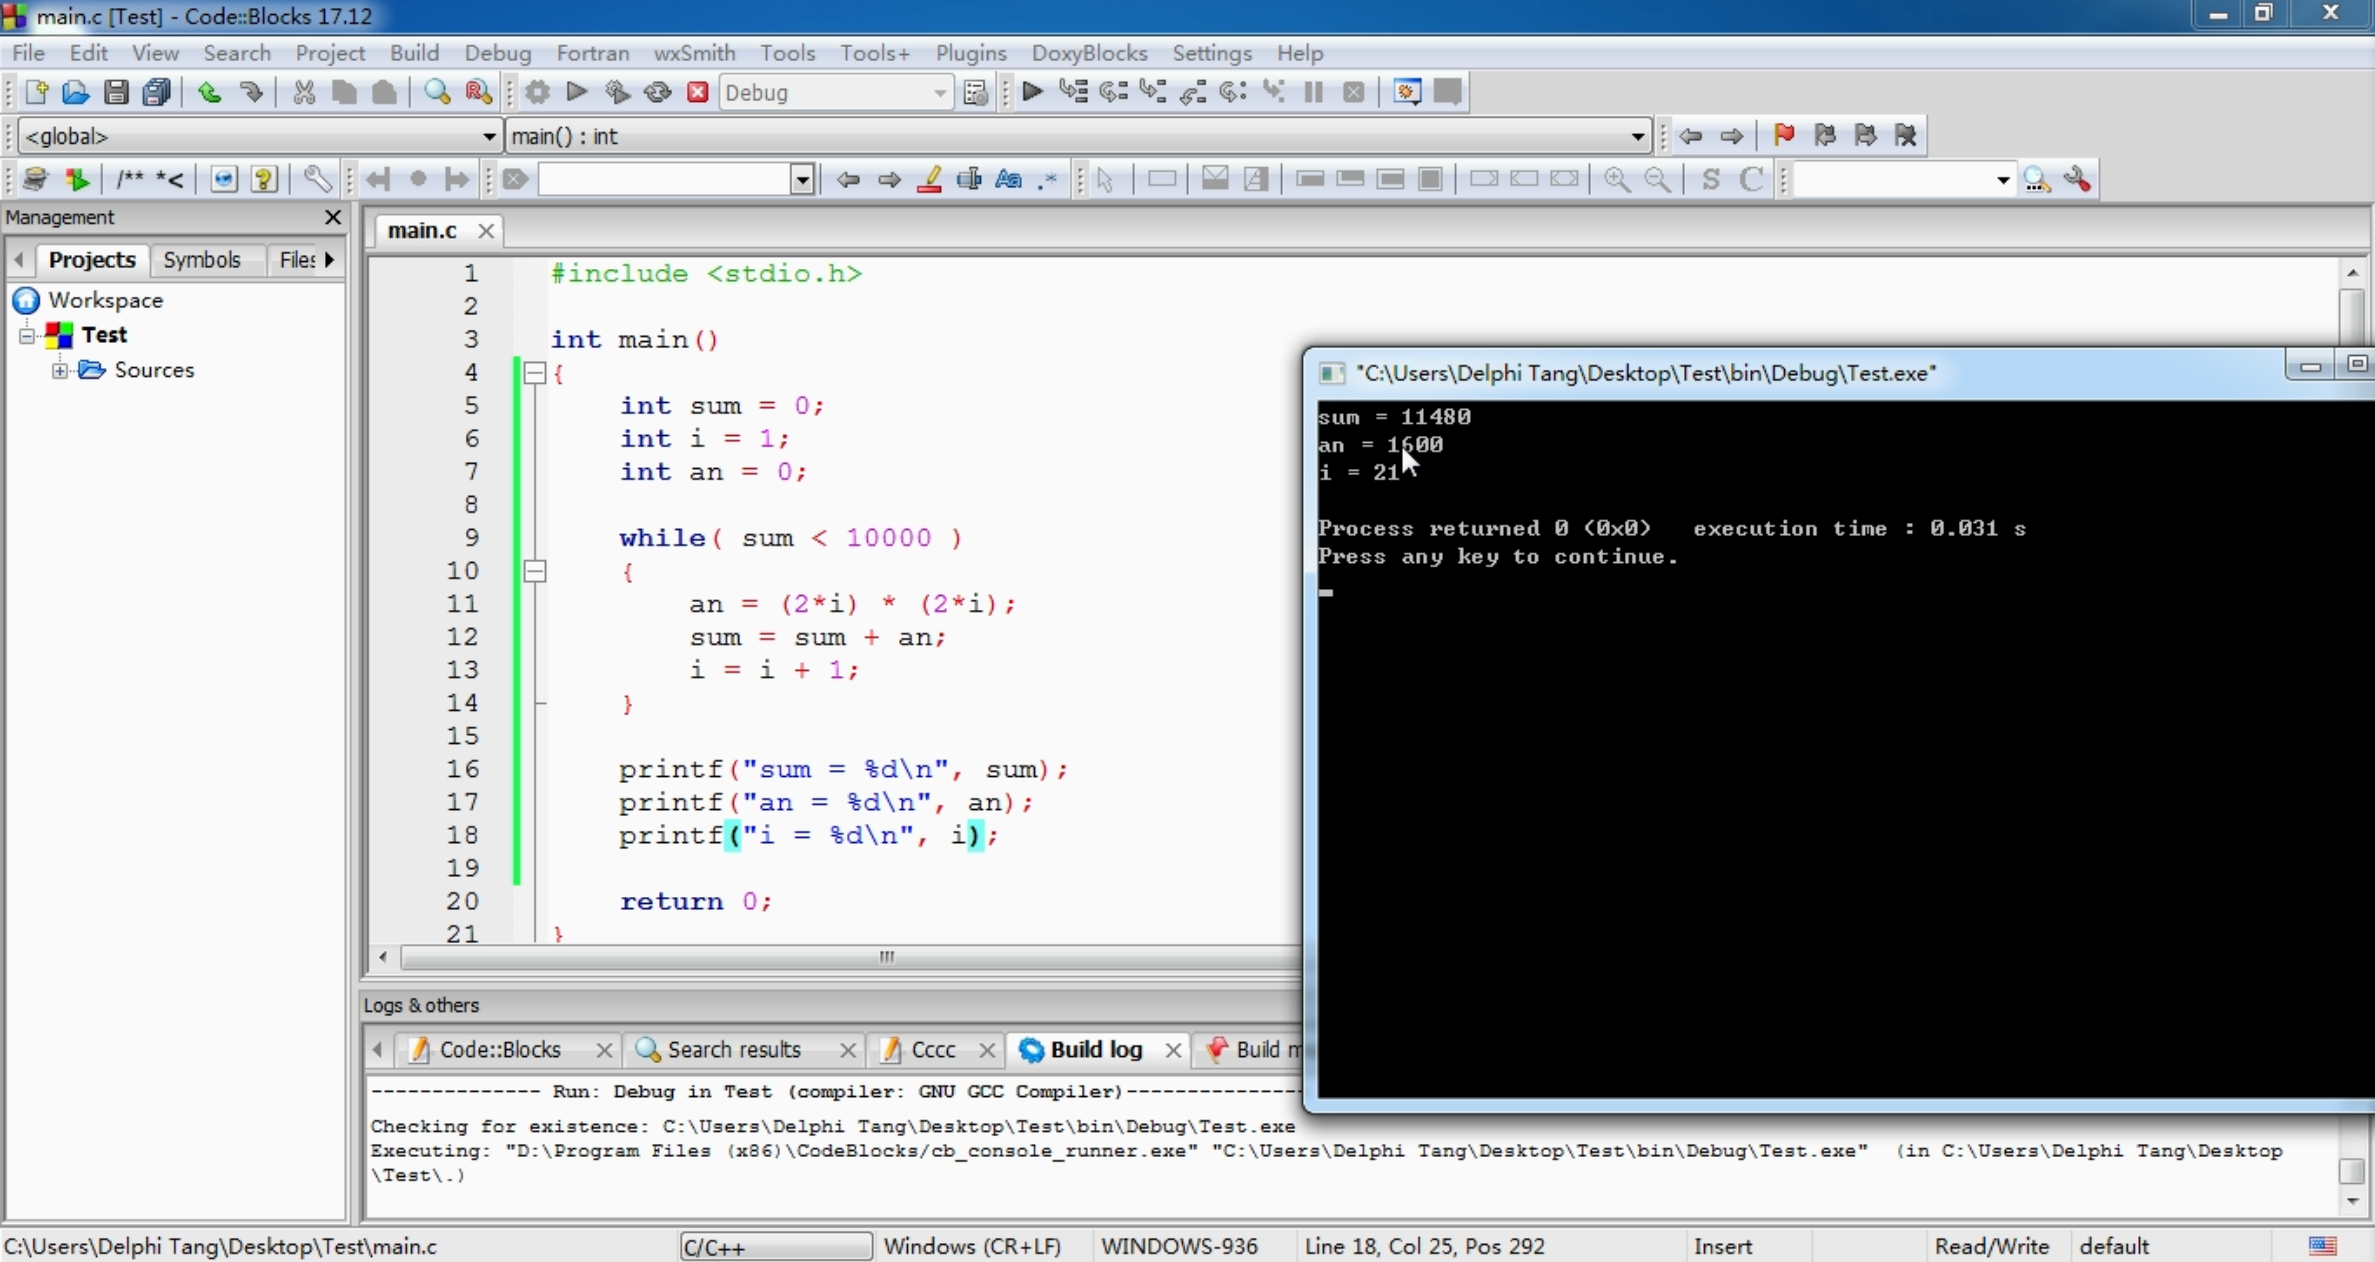 main.c [Test] - Code::Blocks 17.12
File Edit View Search Project Build Debug Fortran wxSmith Tools Tools+ Plugins DoxyBlocks Settings Help
Debug
<global> main() : int
/** *<
Management
main.c
Projects Symbols Files
Workspace
Test
Sources
1 #include <stdio.h>
2
3 int main()
4 {
5 int sum = 0;
6 int i = 1;
7 int an = 0;
8
9 while( sum < 10000 )
10 {
11 an = (2*i) * (2*i);
12 sum = sum + an;
13 i = i + 1;
14 }
15
16 printf("sum = %d\n", sum);
17 printf("an = %d\n", an);
18 printf("i = %d\n", i);
19
20 return 0;
21 }
"C:\Users\Delphi Tang\Desktop\Test\bin\Debug\Test.exe"
sum = 11480
an = 1600
i = 21
Process returned 0 (0x0) execution time : 0.031 s
Press any key to continue.
Logs & others
Code::Blocks Search results Cccc Build log Build m
-------------- Run: Debug in Test (compiler: GNU GCC Compiler)---------------
Checking for existence: C:\Users\Delphi Tang\Desktop\Test\bin\Debug\Test.exe
Executing: "D:\Program Files (x86)\CodeBlocks/cb_console_runner.exe" "C:\Users\Delphi Tang\Desktop\Test\bin\Debug\Test.exe" (in C:\Users\Delphi Tang\Desktop
\Test\.)
C:\Users\Delphi Tang\Desktop\Test\main.c C/C++ Windows (CR+LF) WINDOWS-936 Line 18, Col 25, Pos 292 Insert Read/Write default